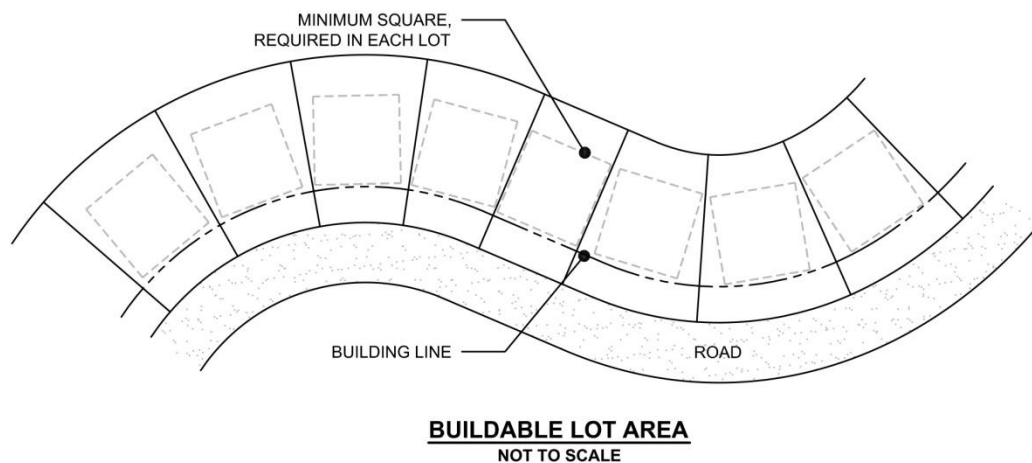 MINIMUM SQUARE,
REQUIRED IN EACH LOT
BUILDING LINE
ROAD
BUILDABLE LOT AREA
NOT TO SCALE